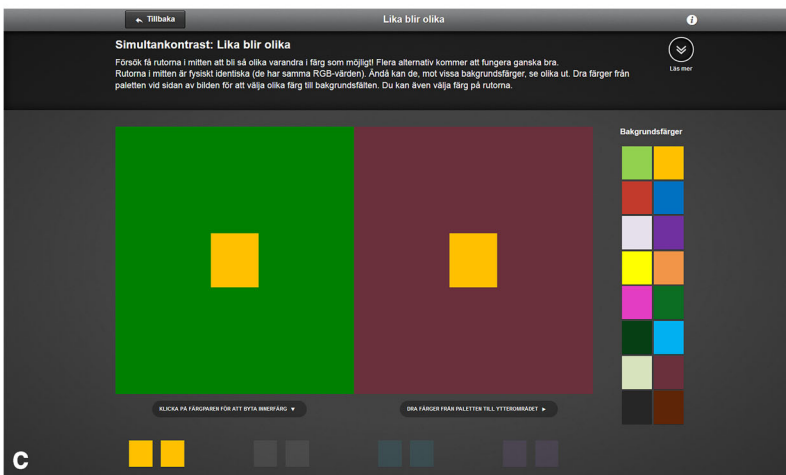 Tillbaka
Lika blir olika
i
Simultankontrast: Lika blir olika
Försök få rutorna i mitten att bli så olika varandra i färg som möjligt! Flera alternativ kommer att fungera ganska bra.
Rutorna i mitten är fysiskt identiska (de har samma RGB-värden). Ändå kan de, mot vissa bakgrundsfärger, se olika ut. Dra färger från
paletten vid sidan av bilden för att välja olika färg till bakgrundsfälten. Du kan även välja färg på rutorna.
Läs mer
Bakgrundsfärger
KLICKA PÅ FÄRGPAREN FÖR ATT BYTA INNERFÄRG
DRA FÄRGER FRÅN PALETTEN TILL YTTEROMRÅDET
C